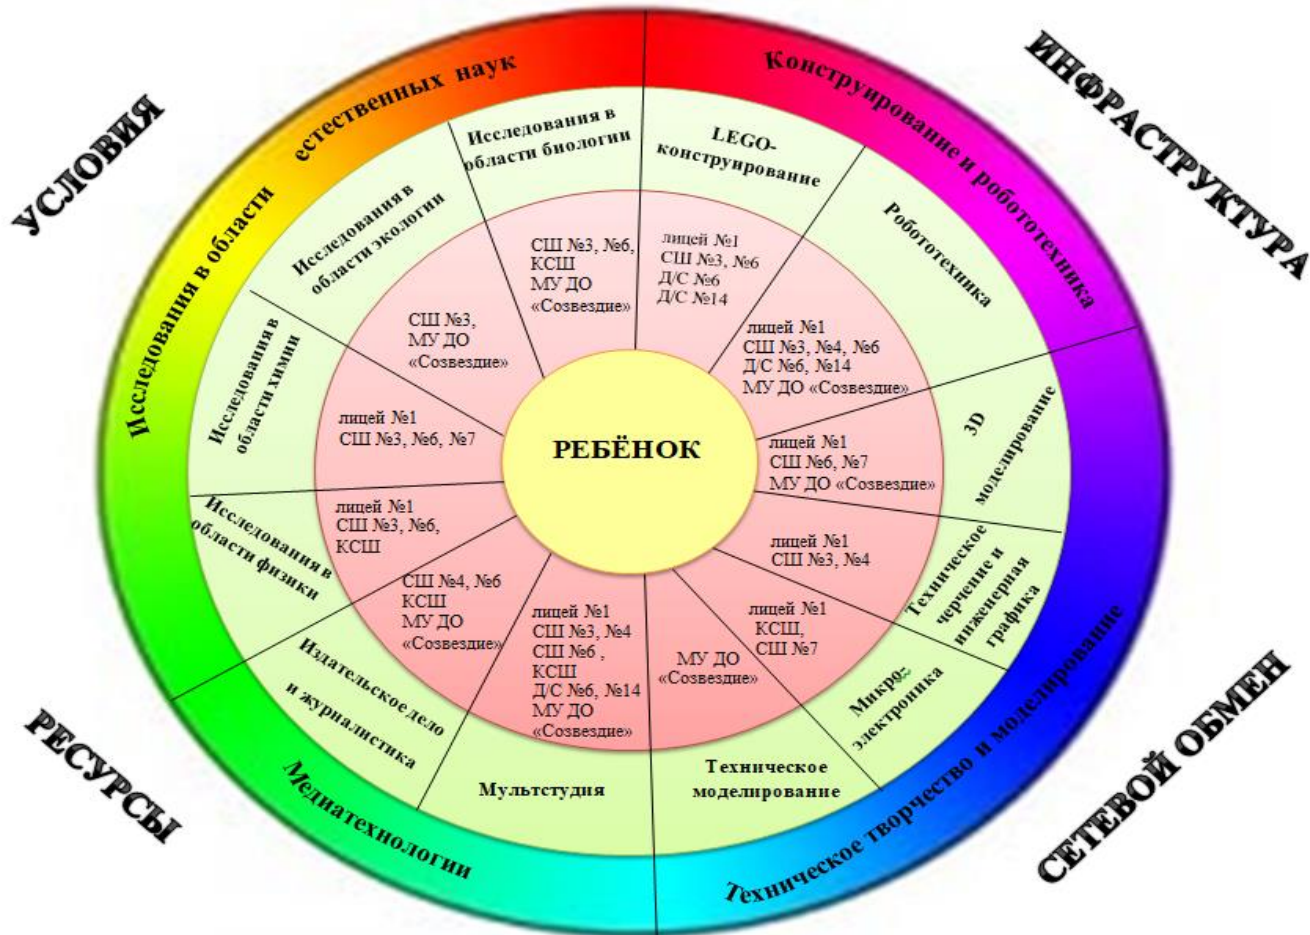 УСЛОВИЯ
ИНФРАСТРУКТУРА
РЕСУРСЫ
СЕТЕВОЙ ОБМЕН
РЕБЁНОК
Конструирование и робототехника
LEGO-
конструирование
лицей №1
СШ №3, №6
Д/С №6
Д/С №14
Робототехника
лицей №1
СШ №3, №4, №6
Д/С №6, №14
МУ ДО «Созвездие»
Техническое творчество и моделирование
3D
моделирование
лицей №1
СШ №6, №7
МУ ДО «Созвездие»
Техническое
черчение и
инженерная
графика
лицей №1
СШ №3, №4
Микро-
электроника
лицей №1
КСШ,
СШ №7
Техническое
моделирование
МУ ДО
«Созвездие»
Медиатехнологии
Мультстудия
лицей №1
СШ №3, №4
СШ №6 ,
КСШ
Д/С №6, №14
МУ ДО
«Созвездие»
Издательское дело
и журналистика
СШ №4, №6
КСШ
МУ ДО
«Созвездие»
Исследования в области естественных наук
Исследования в
области физики
лицей №1
СШ №3, №6,
КСШ
Исследования в
области химии
лицей №1
СШ №3, №6, №7
Исследования в
области экологии
СШ №3,
МУ ДО
«Созвездие»
Исследования в
области биологии
СШ №3, №6,
КСШ
МУ ДО
«Созвездие»